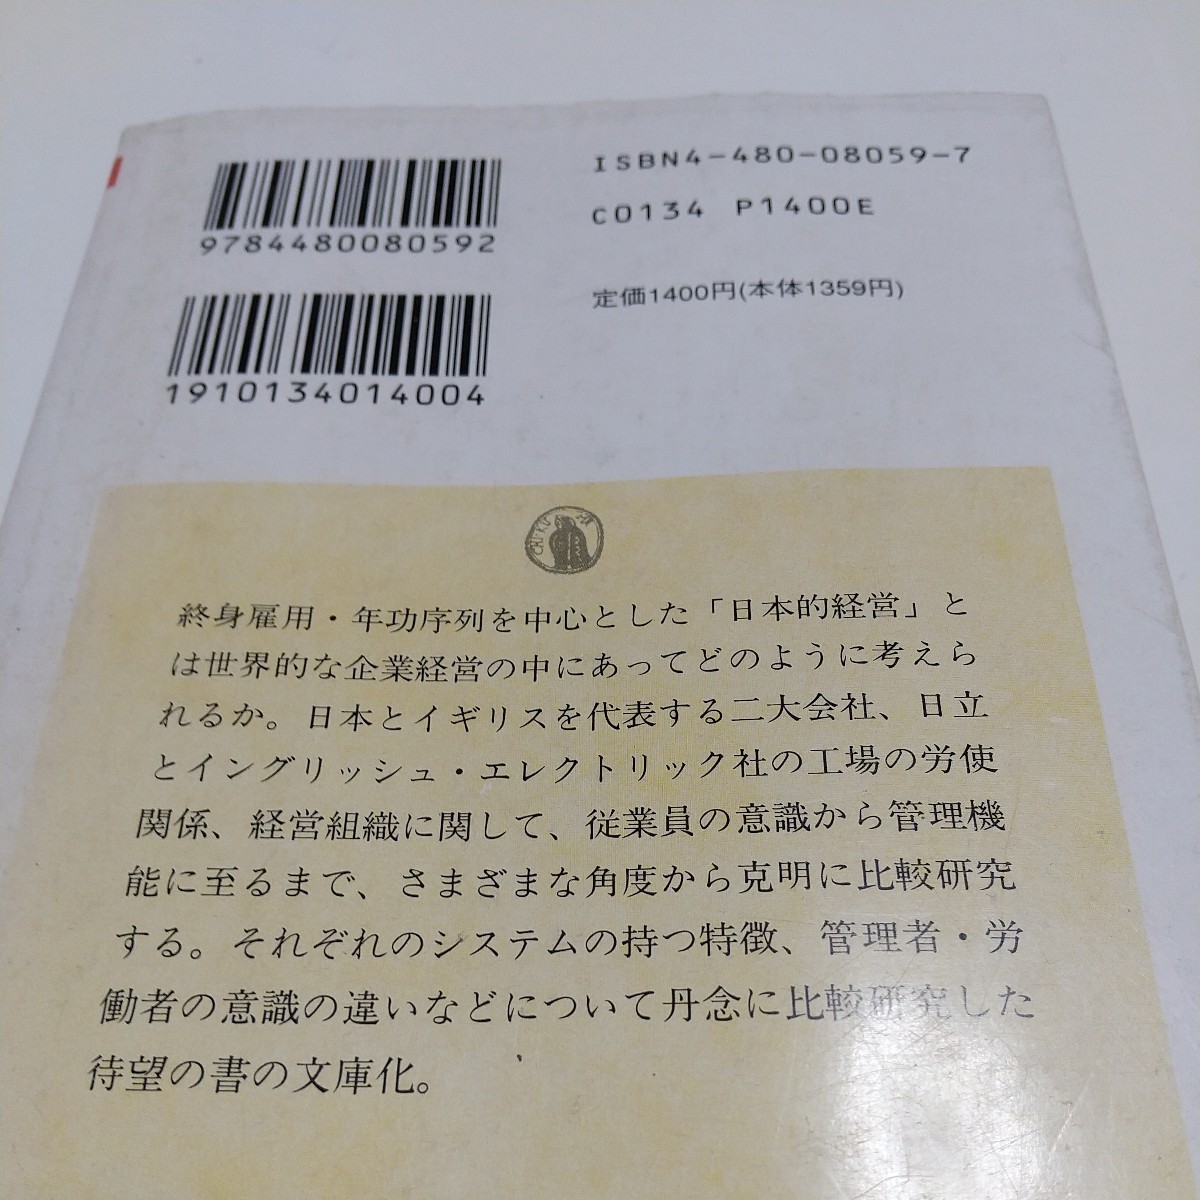 ISBN4-480-08059-7
C0134 P1400E
9784480080592
定価1400円(本体1359円)
1910134014004
終身雇用・年功序列を中心とした「日本的経営」と
は世界的な企業経営の中にあってどのように考えら
れるか。日本とイギリスを代表する二大会社、日立
とイングリッシュ・エレクトリック社の工場の労使
関係、経営組織に関して、従業員の意識から管理機
能に至るまで、さまざまな角度から克明に比較研究
する。それぞれのシステムの持つ特徴、管理者・労
働者の意識の違いなどについて丹念に比較研究した
待望の書の文庫化。